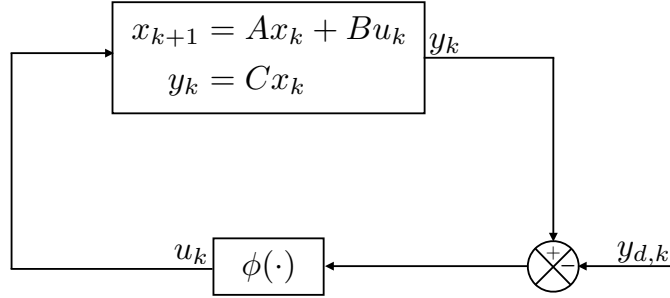 x_{k+1} = Ax_k + Bu_k
y_k = Cx_k
y_k
u_k
ϕ(·)
+
−
y_{d,k}